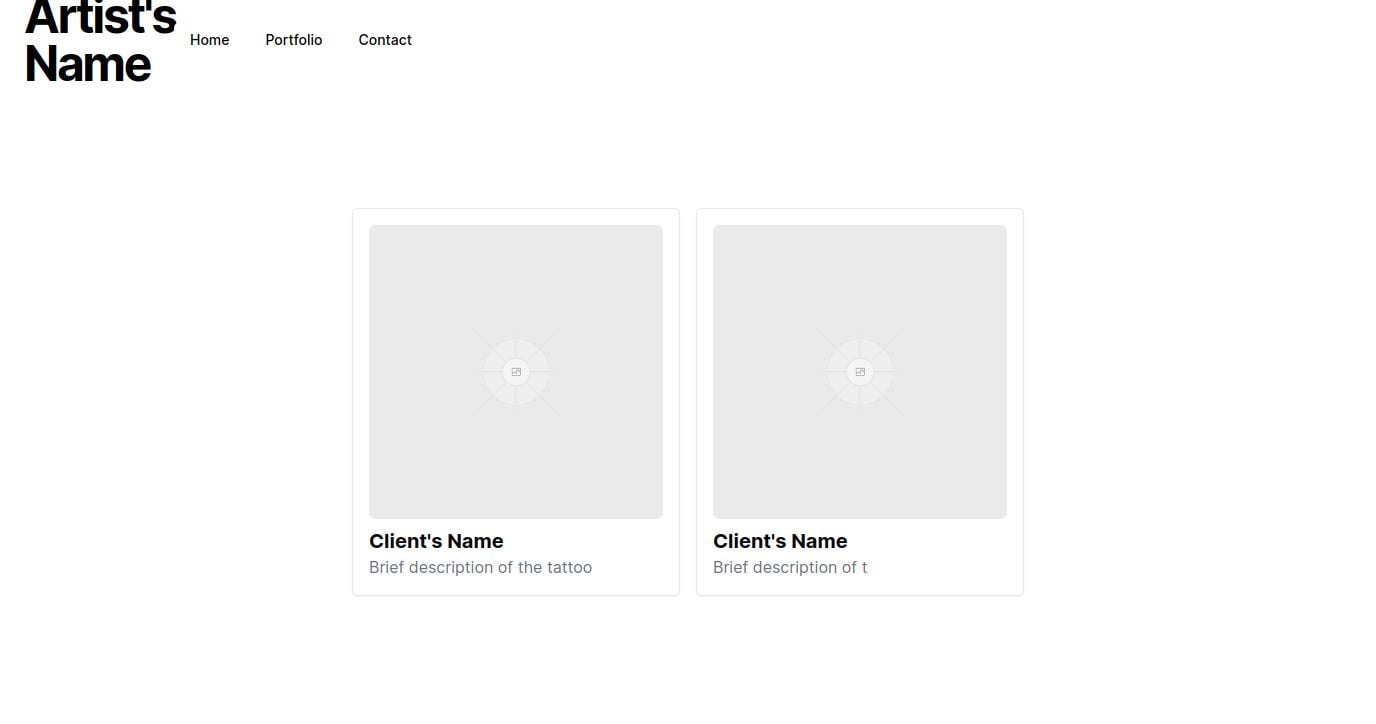 Artist's
Name
Home Portfolio Contact
Client's Name
Brief description of the tattoo
Client's Name
Brief description of t